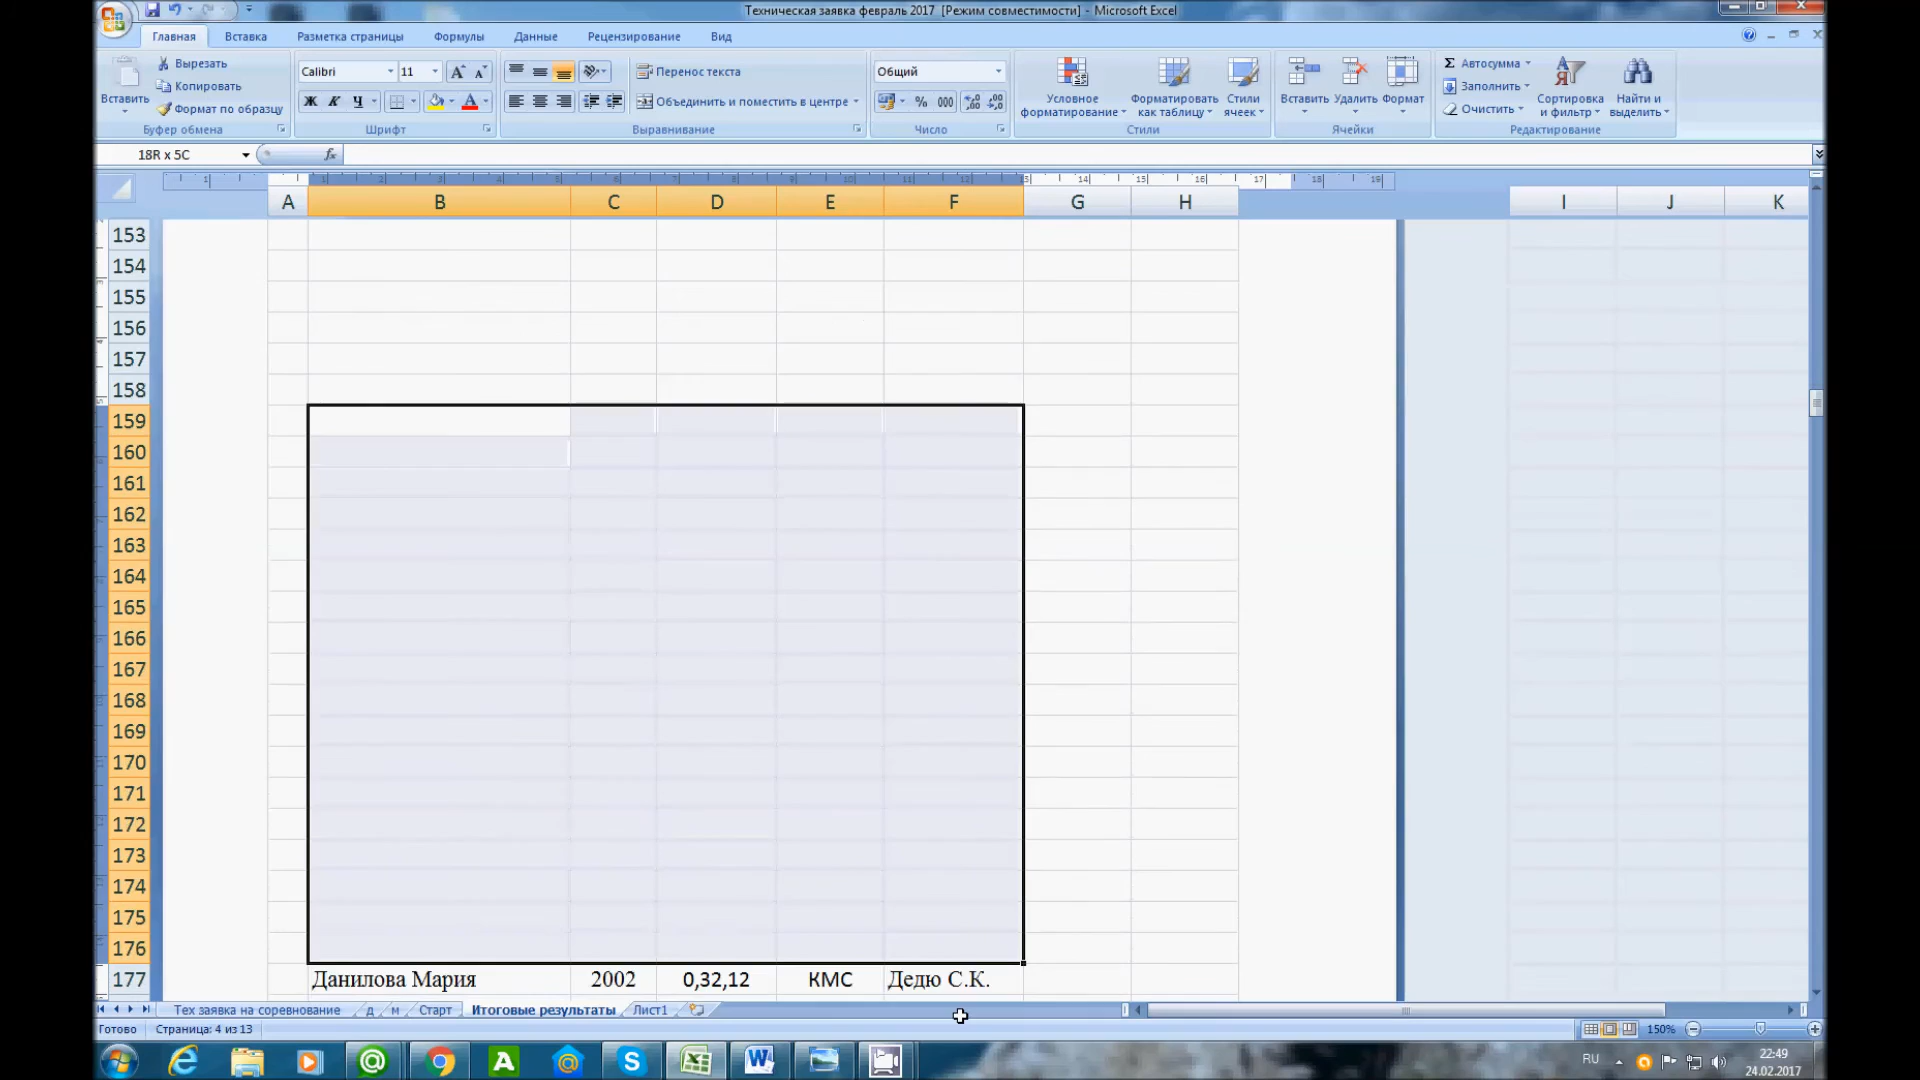 Техническая заявка февраль 2017 [Режим совместимости] - Microsoft Excel
Главная Вставка Разметка страницы Формулы Данные Рецензирование Вид
Вставить
Вырезать
Копировать
Формат по образцу
Буфер обмена
Calibri 11
Ж К Ч
Шрифт
Перенос текста
Объединить и поместить в центре
Выравнивание
Общий
% 000
Число
Условное форматирование
Форматировать как таблицу
Стили ячеек
Стили
Вставить Удалить Формат
Ячейки
Σ Автосумма
Заполнить
Очистить
Сортировка и фильтр
Найти и выделить
Редактирование
18R x 5C fx
A B C D E F G H I J K
153
154
155
156
157
158
159
160
161
162
163
164
165
166
167
168
169
170
171
172
173
174
175
176
177 Данилова Мария 2002 0,32,12 КМС Дедю С.К.
Тех заявка на соревнование д м Старт Итоговые результаты Лист1
Готово Страница: 4 из 13 150%
RU 22:49
24.02.2017